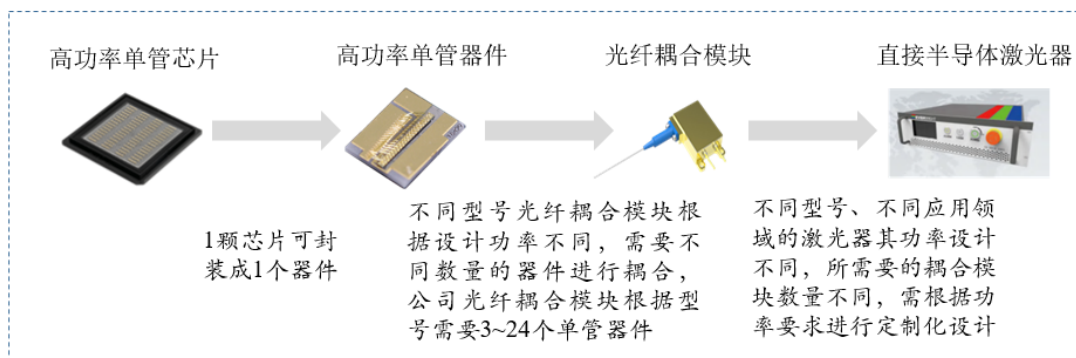 高功率单管芯片
高功率单管器件
光纤耦合模块
直接半导体激光器
1颗芯片可封
装成1个器件
不同型号光纤耦合模块根
据设计功率不同，需要不
同数量的器件进行耦合，
公司光纤耦合模块根据型
号需要3~24个单管器件
不同型号、不同应用领
域的激光器其功率设计
不同，所需要的耦合模
块数量不同，需根据功
率要求进行定制化设计